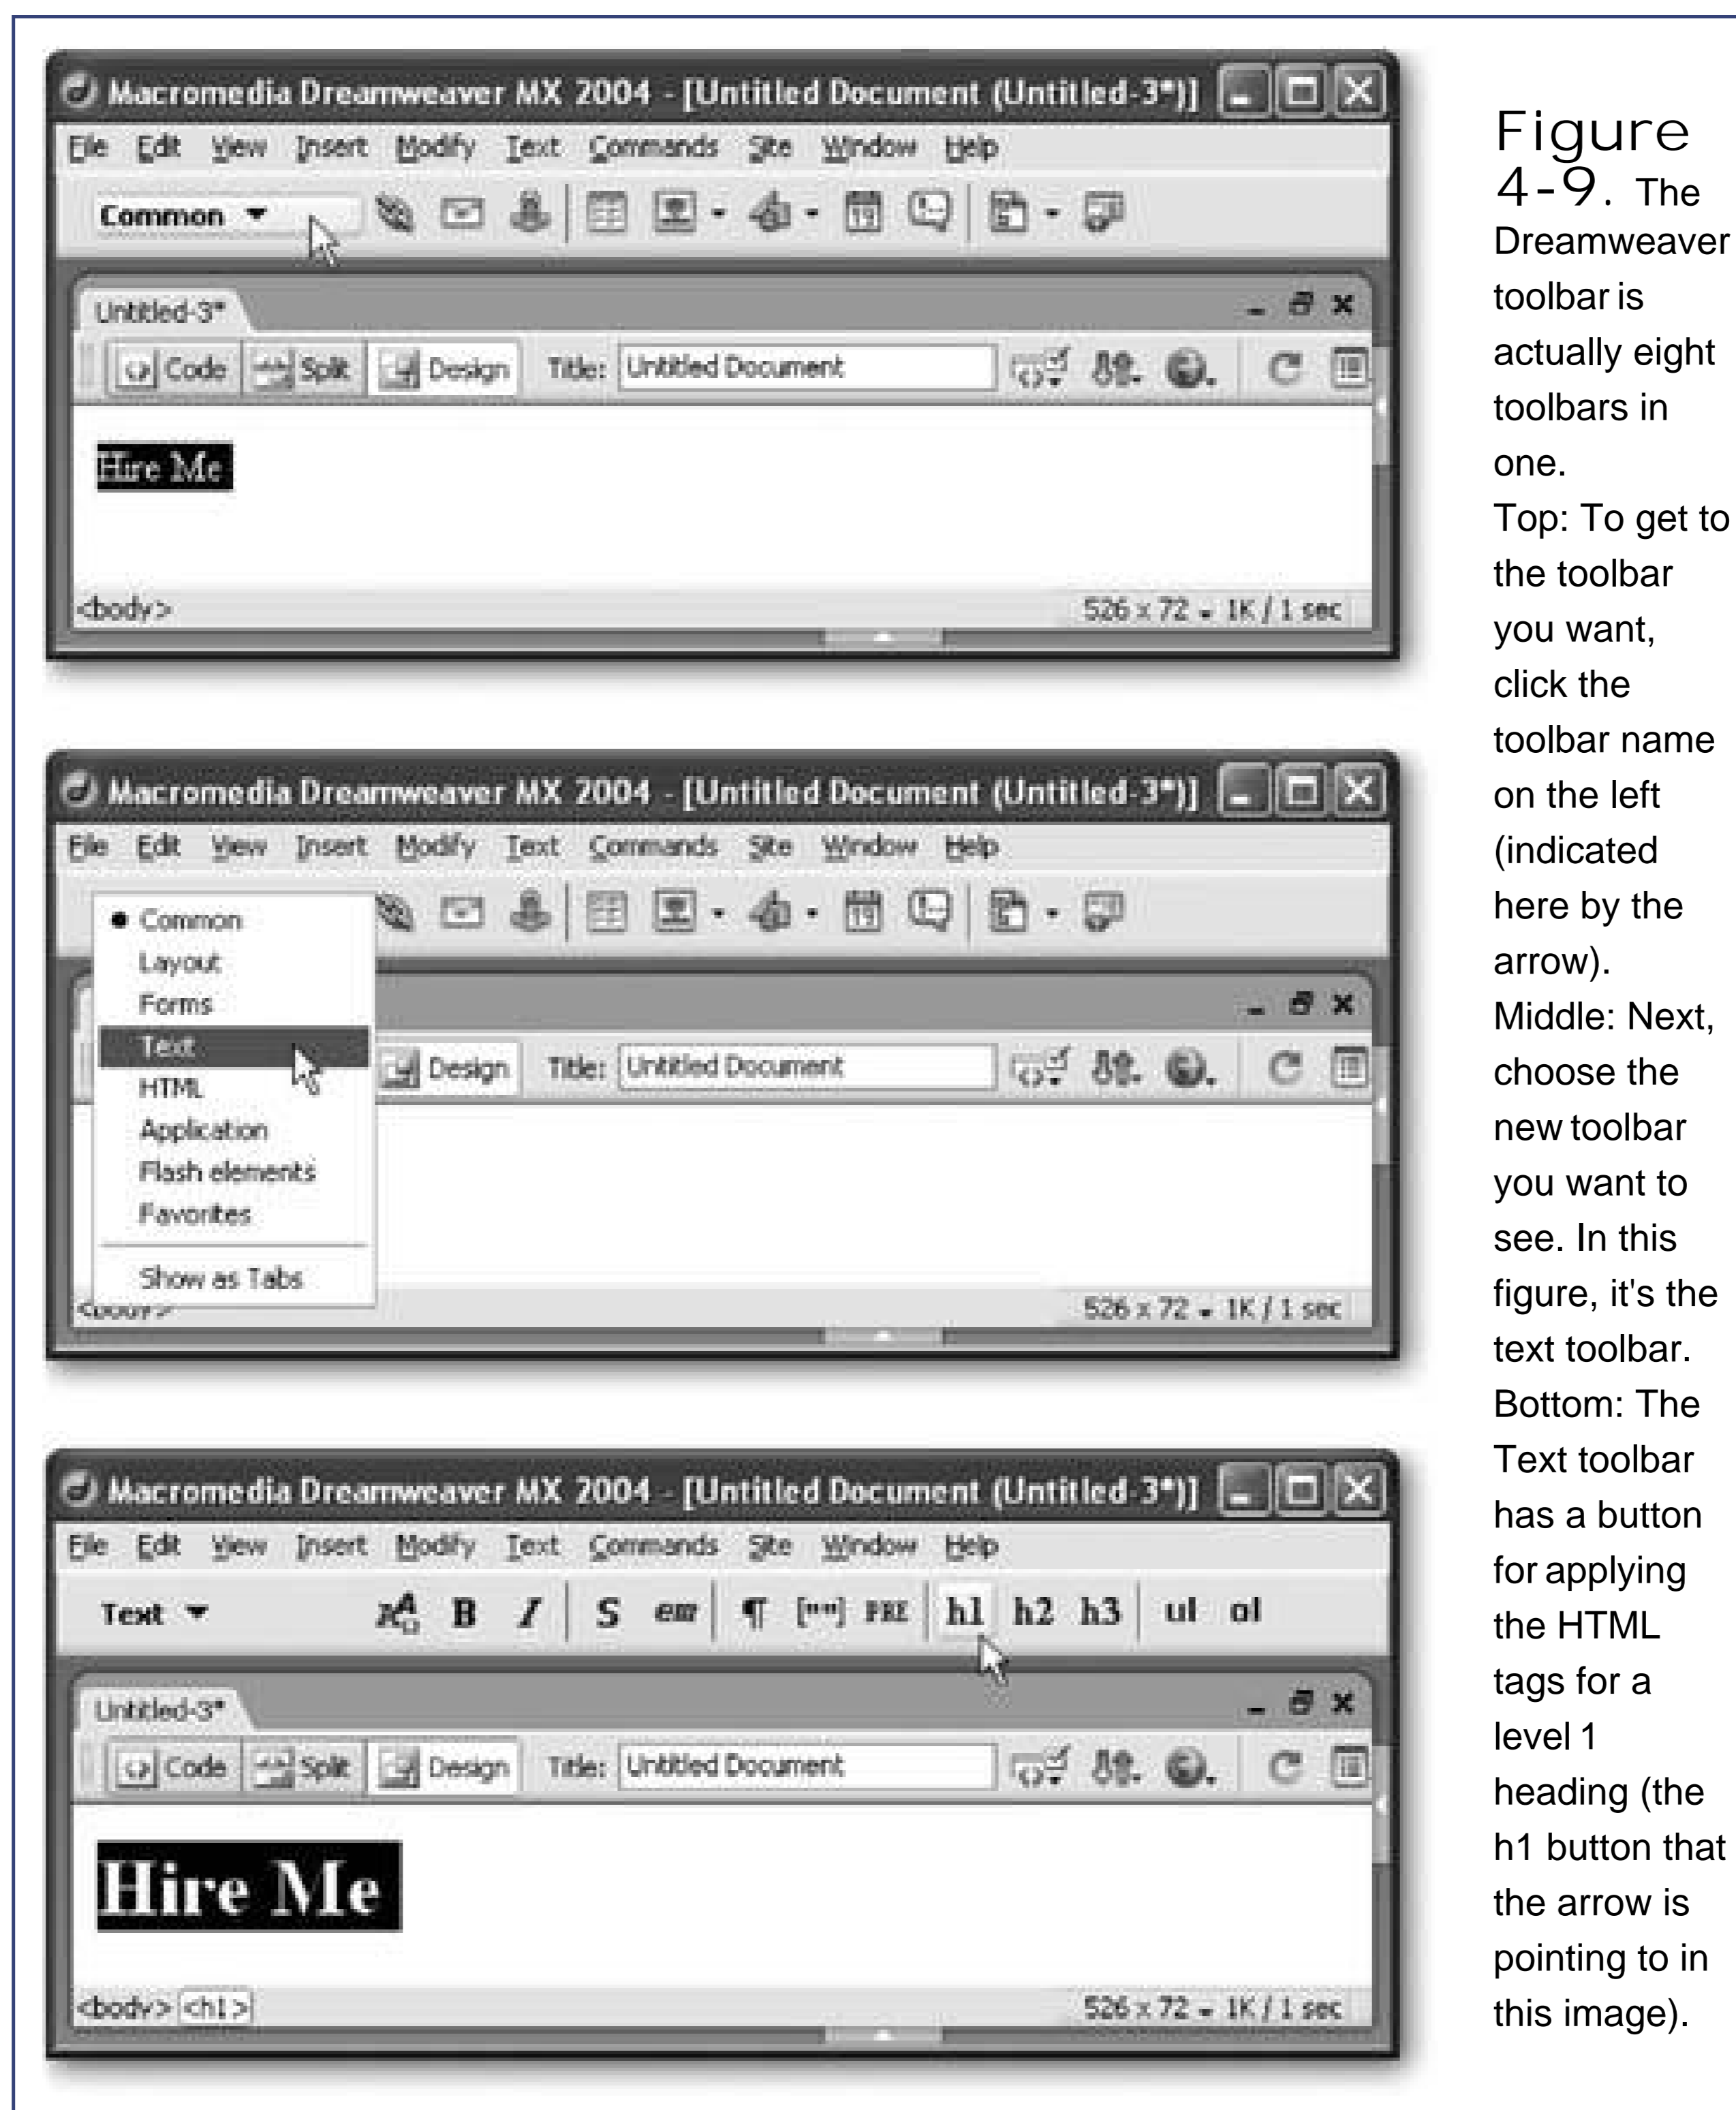 Macromedia Dreamweaver MX 2004 - [Untitled Document (Untitled-3*)]
File Edit View Insert Modify Text Commands Site Window Help
Common
19
Untitled-3*
Code Split Design Title: Untitled Document
Hire Me
<body> 526 x 72 1K / 1 sec
Macromedia Dreamweaver MX 2004 - [Untitled Document (Untitled-3*)]
File Edit View Insert Modify Text Commands Site Window Help
19
Common
Layout
Forms
Text
HTML
Application
Flash elements
Favorites
Show as Tabs
Design Title: Untitled Document
<body> 526 x 72 1K / 1 sec
Macromedia Dreamweaver MX 2004 - [Untitled Document (Untitled-3*)]
File Edit View Insert Modify Text Commands Site Window Help
Text A B I S em ¶ [""] PRE h1 h2 h3 ul ol
Untitled-3*
Code Split Design Title: Untitled Document
Hire Me
<body> <h1> 526 x 72 1K / 1 sec
Figure
4-9. The
Dreamweaver
toolbar is
actually eight
toolbars in
one.
Top: To get to
the toolbar
you want,
click the
toolbar name
on the left
(indicated
here by the
arrow).
Middle: Next,
choose the
new toolbar
you want to
see. In this
figure, it's the
text toolbar.
Bottom: The
Text toolbar
has a button
for applying
the HTML
tags for a
level 1
heading (the
h1 button that
the arrow is
pointing to in
this image).